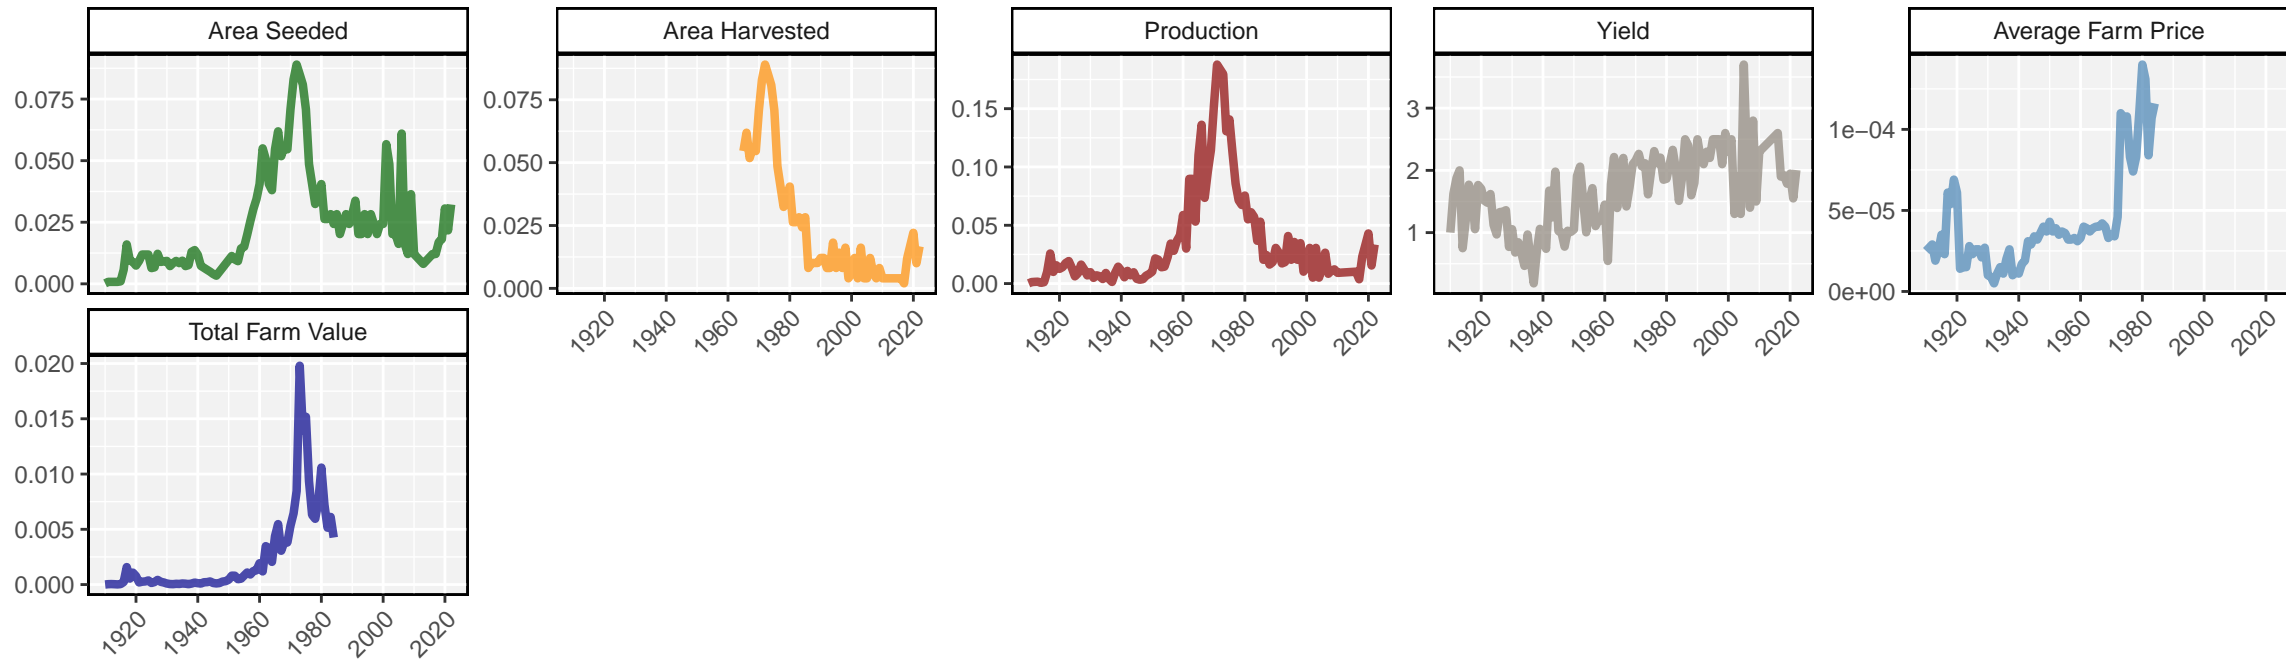 Area Seeded
Area Harvested
Production
Yield
Average Farm Price
0.075
0.050
0.025
0.000
0.075
0.050
0.025
0.000
0.15
0.10
0.05
0.00
3
2
1
1e−04
5e−05
0e+00
1920 1940 1960 1980 2000 2020
1920 1940 1960 1980 2000 2020
1920 1940 1960 1980 2000 2020
1920 1940 1960 1980 2000 2020
Total Farm Value
0.020
0.015
0.010
0.005
0.000
1920 1940 1960 1980 2000 2020